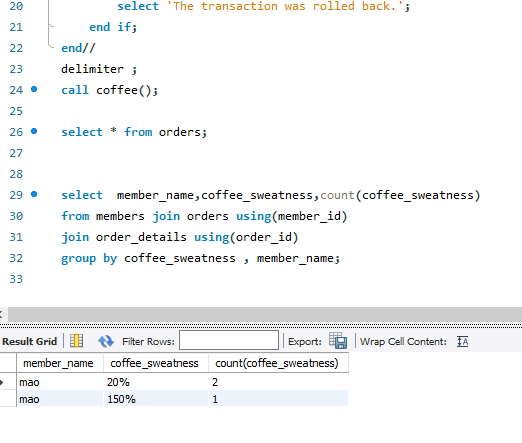 20 select 'The transaction was rolled back.';
21 end if;
22 end//
23 delimiter ;
24 call coffee();
25
26 select * from orders;
27
28
29 select  member_name,coffee_sweatness,count(coffee_sweatness)
30 from members join orders using(member_id)
31 join order_details using(order_id)
32 group by coffee_sweatness , member_name;
33
Result Grid Filter Rows: Export: Wrap Cell Content: IA
member_name coffee_sweatness count(coffee_sweatness)
mao 20% 2
mao 150% 1